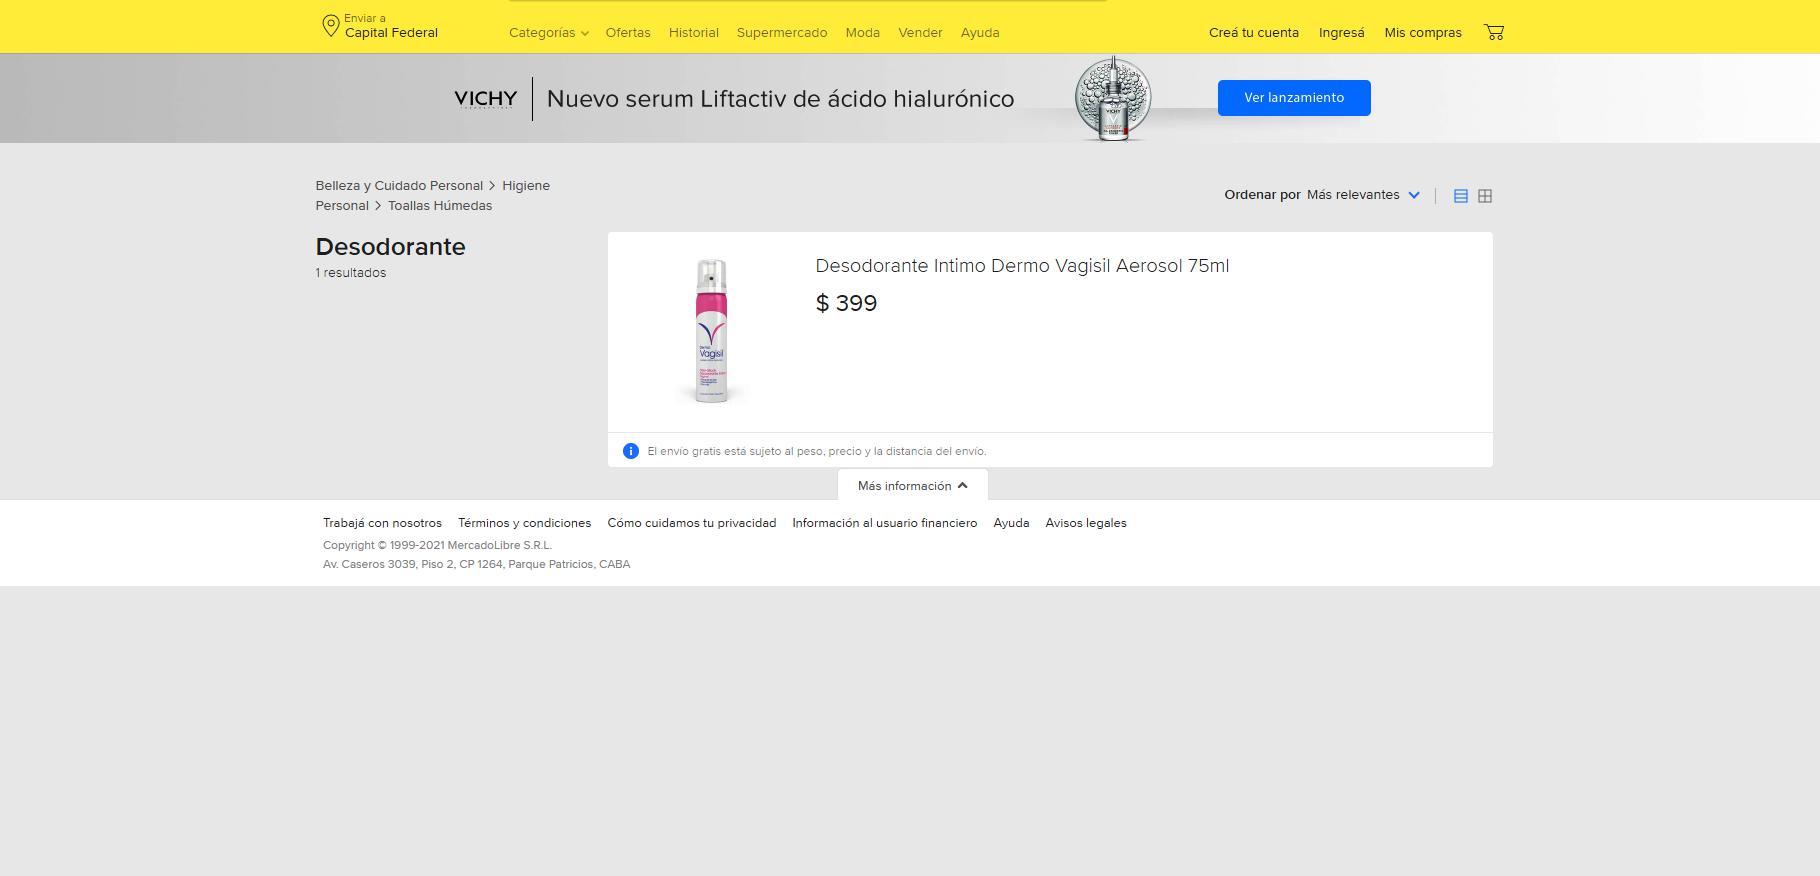 Enviar a
Capital Federal
Categorías
Ofertas
Historial
Supermercado
Moda
Vender
Ayuda
Creá tu cuenta
Ingresá
Mis compras
VICHY
Nuevo serum Liftactiv de ácido hialurónico
VICHY
Ver lanzamiento
Belleza y Cuidado Personal > Higiene
Personal > Toallas Húmedas
Ordenar por Más relevantes
Desodorante
1 resultados
Desodorante Intimo Dermo Vagisil Aerosol 75ml
$ 399
Vagisil
El envío gratis está sujeto al peso, precio y la distancia del envío.
Más información
Trabajá con nosotros
Términos y condiciones
Cómo cuidamos tu privacidad
Información al usuario financiero
Ayuda
Avisos legales
Copyright © 1999-2021 MercadoLibre S.R.L.
Av. Caseros 3039, Piso 2, CP 1264, Parque Patricios, CABA